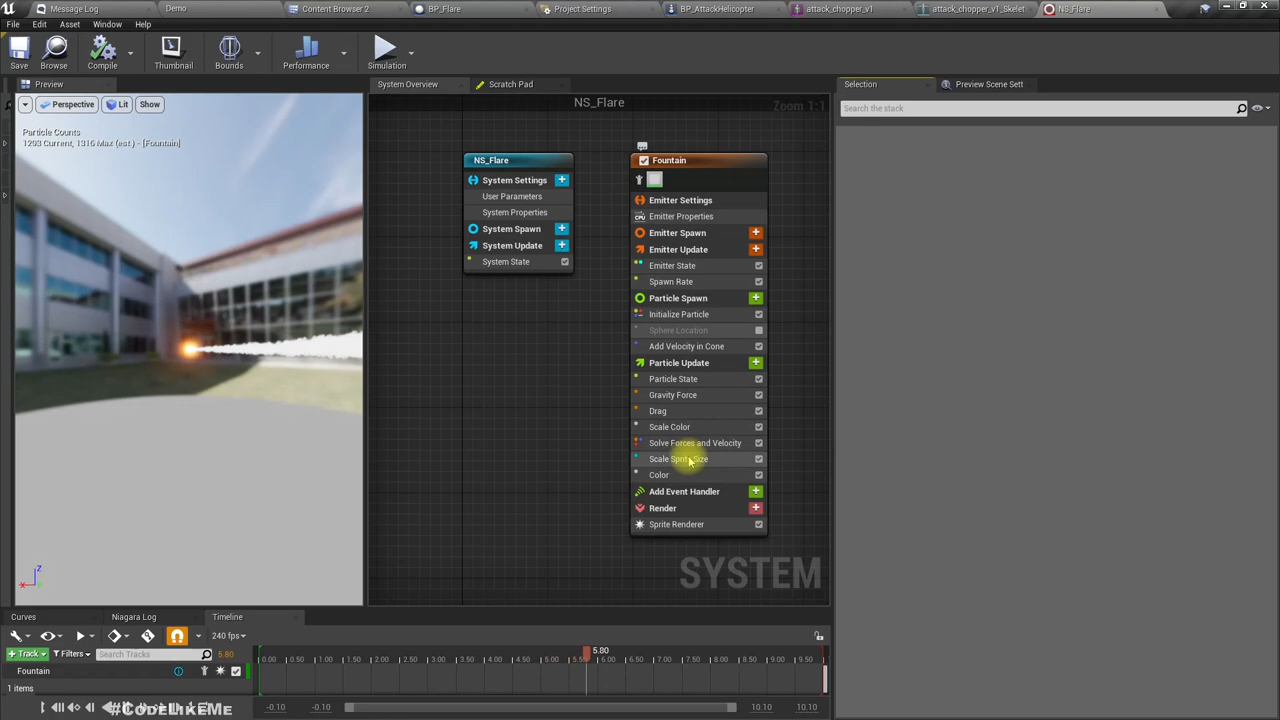 Message Log
Demo
Content Browser 2
BP_Flare
Project Settings
BP_AttackHelicopter
attack_chopper_v1
attack_chopper_v1_Skelet
NS_Flare
File
Edit
Asset
Window
Help
Save
Browse
Compile
Thumbnail
Bounds
Performance
Simulation
Preview
System Overview
Scratch Pad
Selection
Preview Scene Sett
Perspective
Lit
Show
NS_Flare
Zoom 1:1
Search the stack
Particle Counts
1293 Current, 1316 Max (est.) - [Fountain]
NS_Flare
System Settings
User Parameters
System Properties
System Spawn
System Update
System State
Fountain
Emitter Settings
Emitter Properties
Emitter Spawn
Emitter Update
Emitter State
Spawn Rate
Particle Spawn
Initialize Particle
Sphere Location
Add Velocity in Cone
Particle Update
Particle State
Gravity Force
Drag
Scale Color
Solve Forces and Velocity
Scale Sprite Size
Color
Add Event Handler
Render
Sprite Renderer
SYSTEM
Curves
Niagara Log
Timeline
240 fps
+ Track
Filters
Search Tracks
5.80
5.80
0.00 0.50 1.00 1.50 2.00 2.50 3.00 3.50 4.00 4.50 5.00 6.00 6.50 7.00 7.50 8.00 8.50 9.00 9.50
Fountain
1 items
#CodeLikeMe
-0.10
-0.10
10.10
10.10